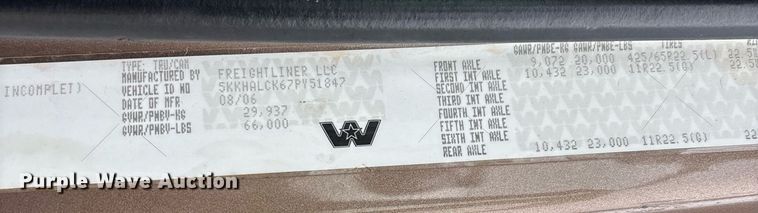 GAWR/PNBE-KG GAWR/PNBE-LBS TIRES
TYPE: TRU/CAM
INCOMPLET)
MANUFACTURED BY FREIGHTLINER LLC
VEHICLE ID NO 5KKHALCK67PY51847
DATE OF MFR 08/06
GVWR/PNBV-KG 29,937
GVWR/PNBV-LBS 66,000
W
FRONT AXLE 9,072 20,000 425/65R22.5(L) 22.5
FIRST INT AXLE 10,432 23,000 11R22.5(G)
SECOND INT AXLE
THIRD INT AXLE
FOURTH INT AXLE
FIFTH INT AXLE
SIXTH INT AXLE
REAR AXLE 10,432 23,000 11R22.5(G) 22
Purple Wave Auction